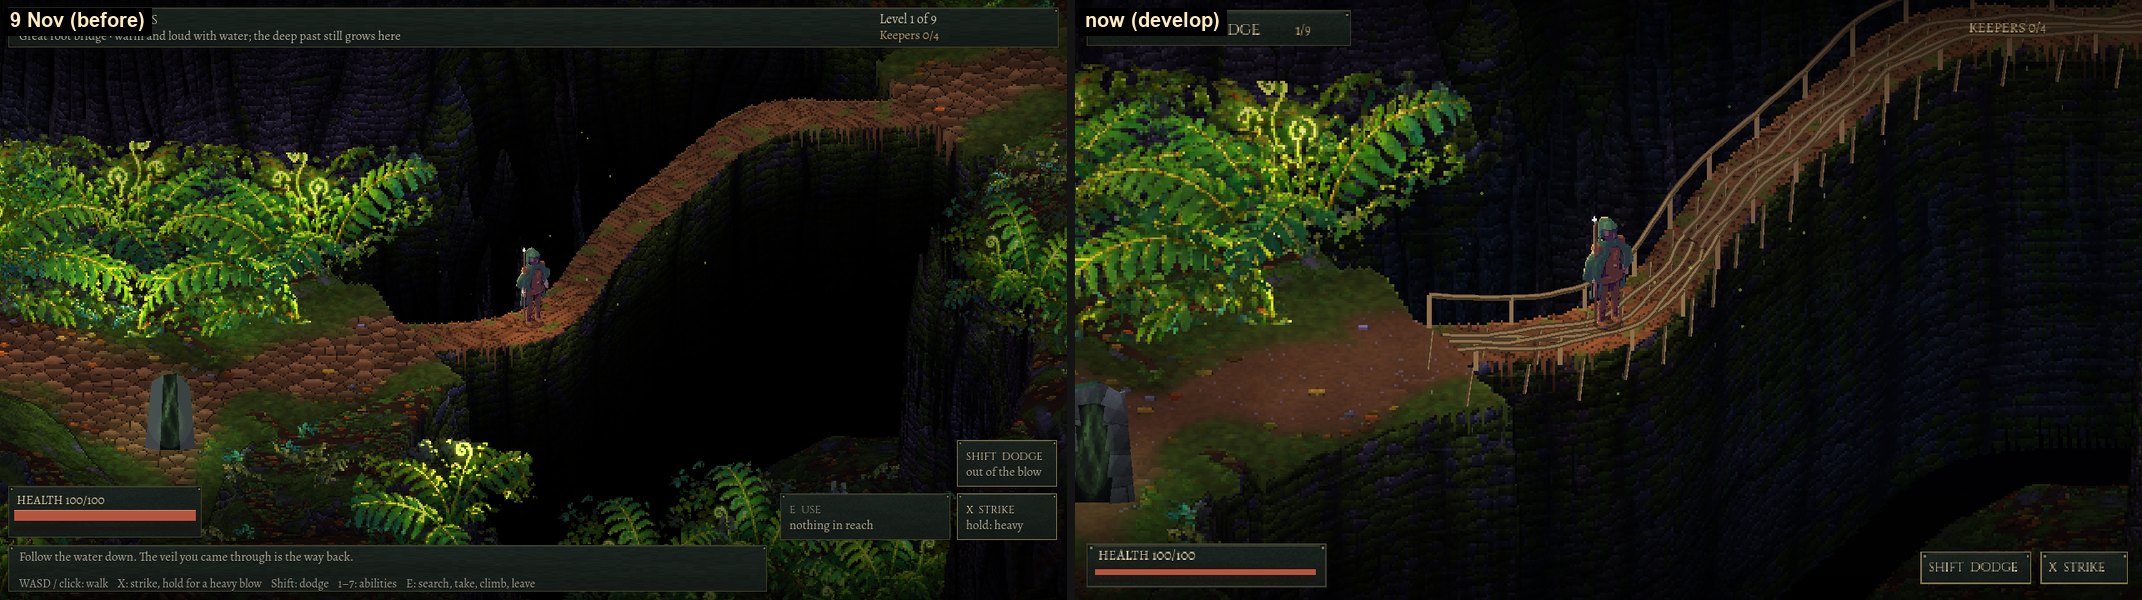 9 Nov (before)
S
Great root bridge · warm and loud with water; the deep past still grows here
Level 1 of 9
Keepers 0/4
SHIFT DODGE
out of the blow
HEALTH 100/100
E USE
nothing in reach
X STRIKE
hold: heavy
Follow the water down. The veil you came through is the way back.
WASD / click: walk X: strike, hold for a heavy blow Shift: dodge 1–7: abilities E: search, take, climb, leave
now (develop)
DGE 1/9
KEEPERS 0/4
HEALTH 100/100
SHIFT DODGE
X STRIKE